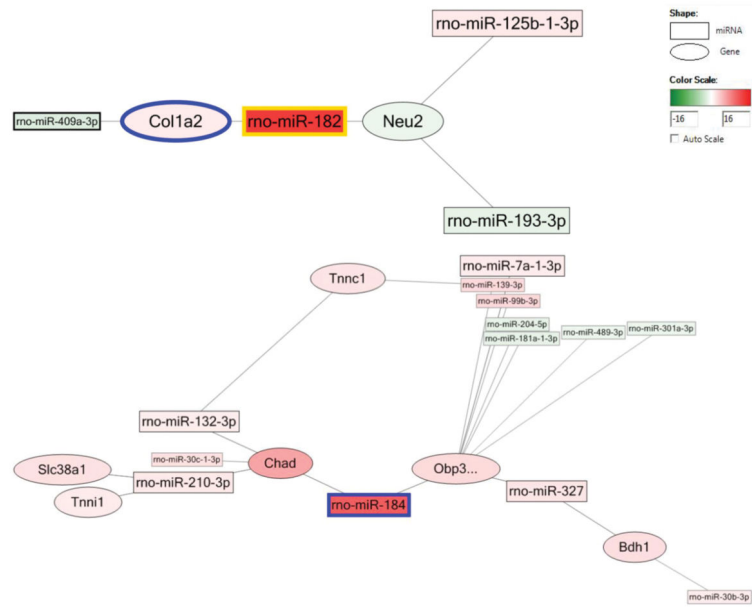 rno-miR-125b-1-3p
Shape:
miRNA
Gene
Color Scale:
-16
16
Auto Scale
rno-miR-409a-3p
Col1a2
rno-miR-182
Neu2
rno-miR-193-3p
Tnnc1
rno-miR-7a-1-3p
rno-miR-139-3p
rno-miR-99b-3p
rno-miR-204-5p
rno-miR-181a-1-3p
rno-miR-489-3p
rno-miR-301a-3p
rno-miR-132-3p
rno-miR-30c-1-3p
Slc38a1
Chad
Obp3...
rno-miR-210-3p
rno-miR-327
Tnni1
rno-miR-184
Bdh1
rno-miR-30b-3p